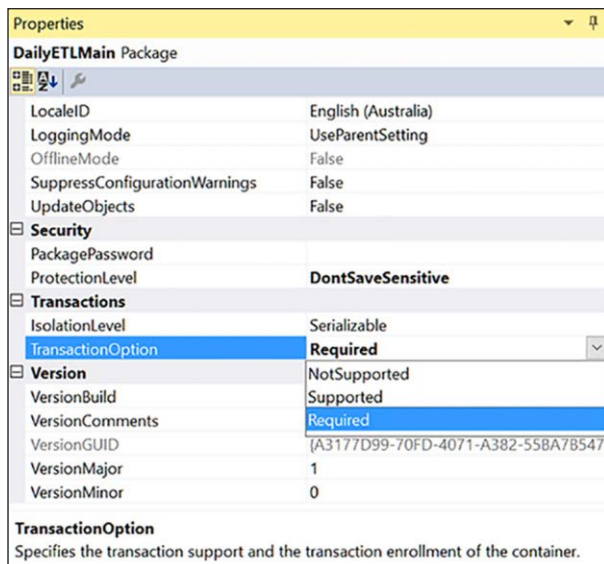 Properties
DailyETLMain Package
LocaleID English (Australia)
LoggingMode UseParentSetting
OfflineMode False
SuppressConfigurationWarnings False
UpdateObjects False
Security
PackagePassword
ProtectionLevel DontSaveSensitive
Transactions
IsolationLevel Serializable
TransactionOption Required
Version NotSupported
VersionBuild Supported
VersionComments Required
VersionGUID {A3177D99-70FD-4071-A382-55BA7B547
VersionMajor 1
VersionMinor 0
TransactionOption
Specifies the transaction support and the transaction enrollment of the container.